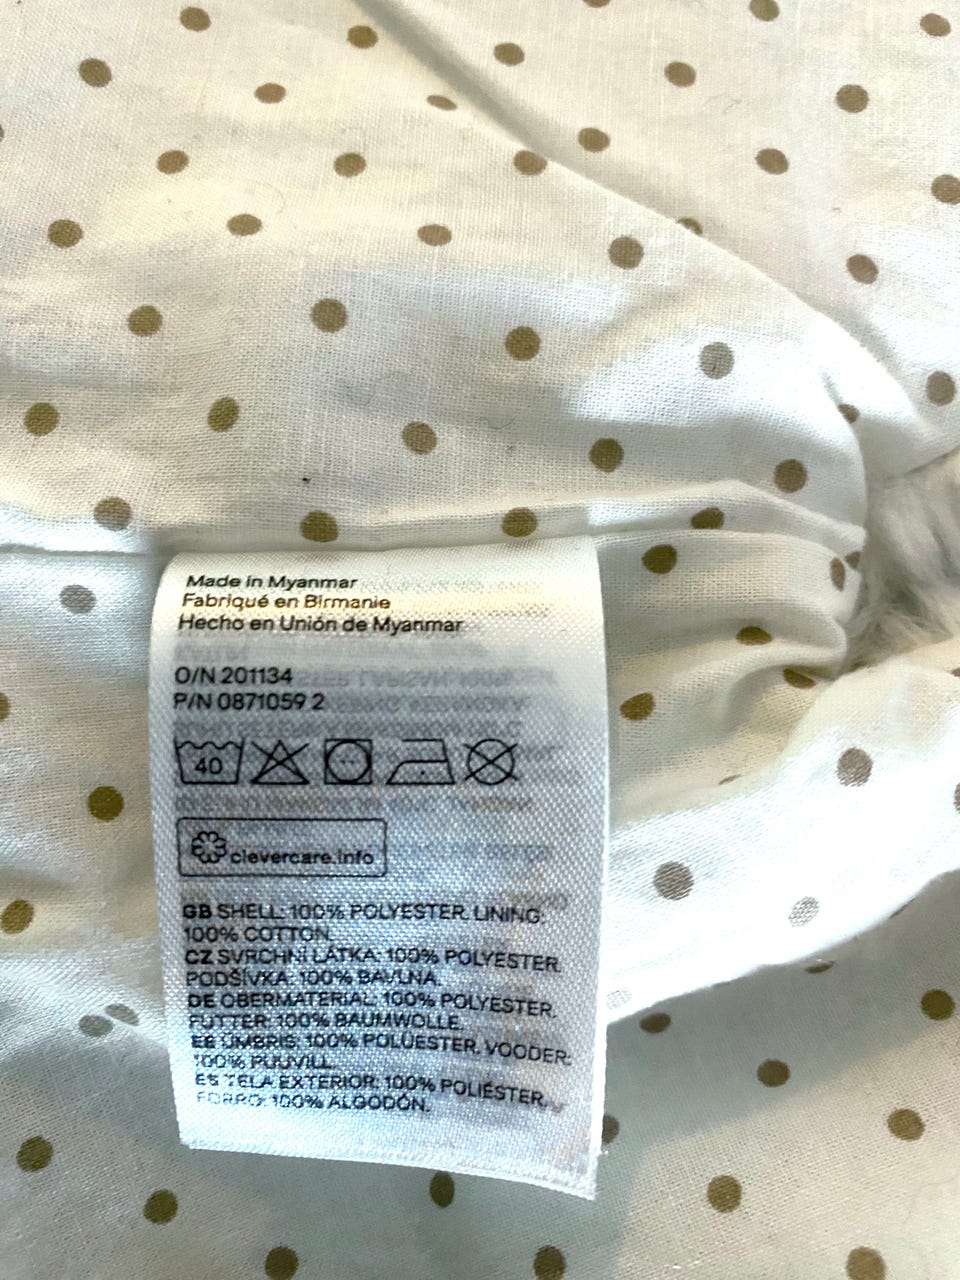 Made in Myanmar
Fabriqué en Birmanie
Hecho en Unión de Myanmar
O/N 201134
P/N 0871059 2
40
clevercare.info
GB SHELL: 100% POLYESTER. LINING:
100% COTTON.
CZ SVRCHNÍ LÁTKA: 100% POLYESTER.
PODŠÍVKA: 100% BAVLNA.
DE OBERMATERIAL: 100% POLYESTER.
FUTTER: 100% BAUMWOLLE.
EE ÜMBRIS: 100% POLÜESTER. VOODER:
100% PUUVILL.
ES TELA EXTERIOR: 100% POLIÉSTER.
FORRO: 100% ALGODÓN.